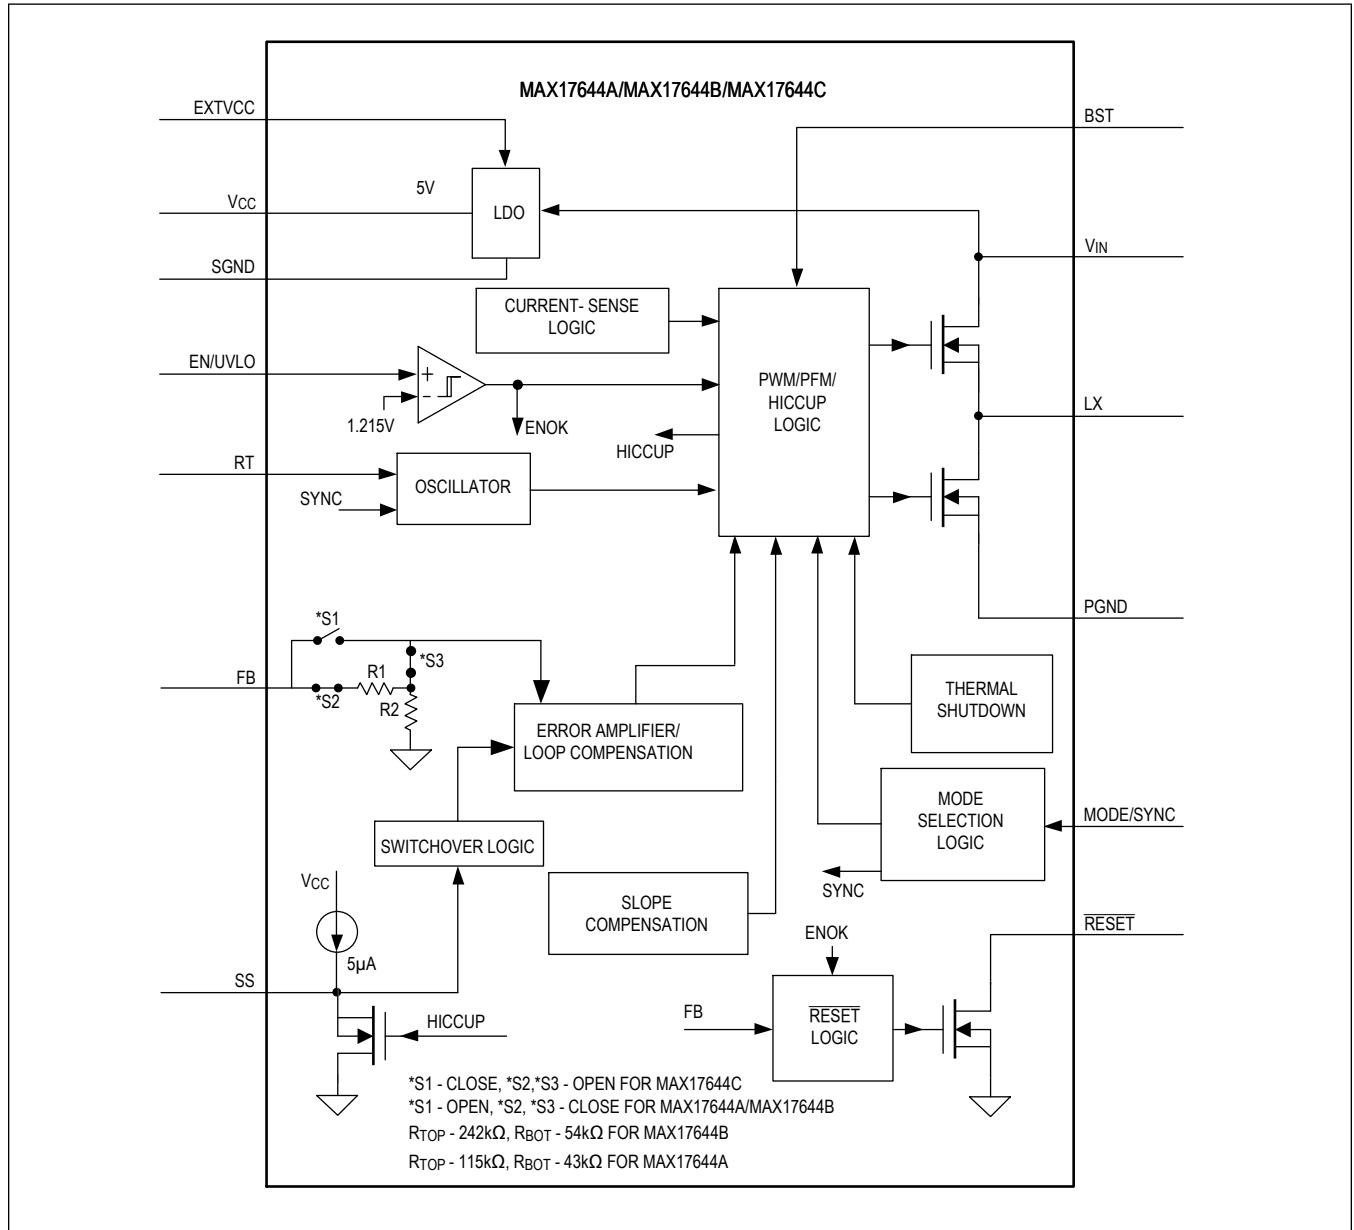 MAX17644A/MAX17644B/MAX17644C
EXTVCC
BST
5V
LDO
VCC
VIN
SGND
CURRENT- SENSE
LOGIC
EN/UVLO
+
-
1.215V
ENOK
PWM/PFM/
HICCUP
LOGIC
LX
HICCUP
RT
OSCILLATOR
SYNC
PGND
*S1
*S3
FB
R1
*S2
R2
THERMAL
SHUTDOWN
ERROR AMPLIFIER/
LOOP COMPENSATION
MODE
SELECTION
LOGIC
MODE/SYNC
SWITCHOVER LOGIC
SYNC
VCC
SLOPE
COMPENSATION
ENOK
RESET
5µA
SS
FB
RESET
LOGIC
HICCUP
*S1 - CLOSE, *S2,*S3 - OPEN FOR MAX17644C
*S1 - OPEN, *S2, *S3 - CLOSE FOR MAX17644A/MAX17644B
RTOP - 242kΩ, RBOT - 54kΩ FOR MAX17644B
RTOP - 115kΩ, RBOT - 43kΩ FOR MAX17644A